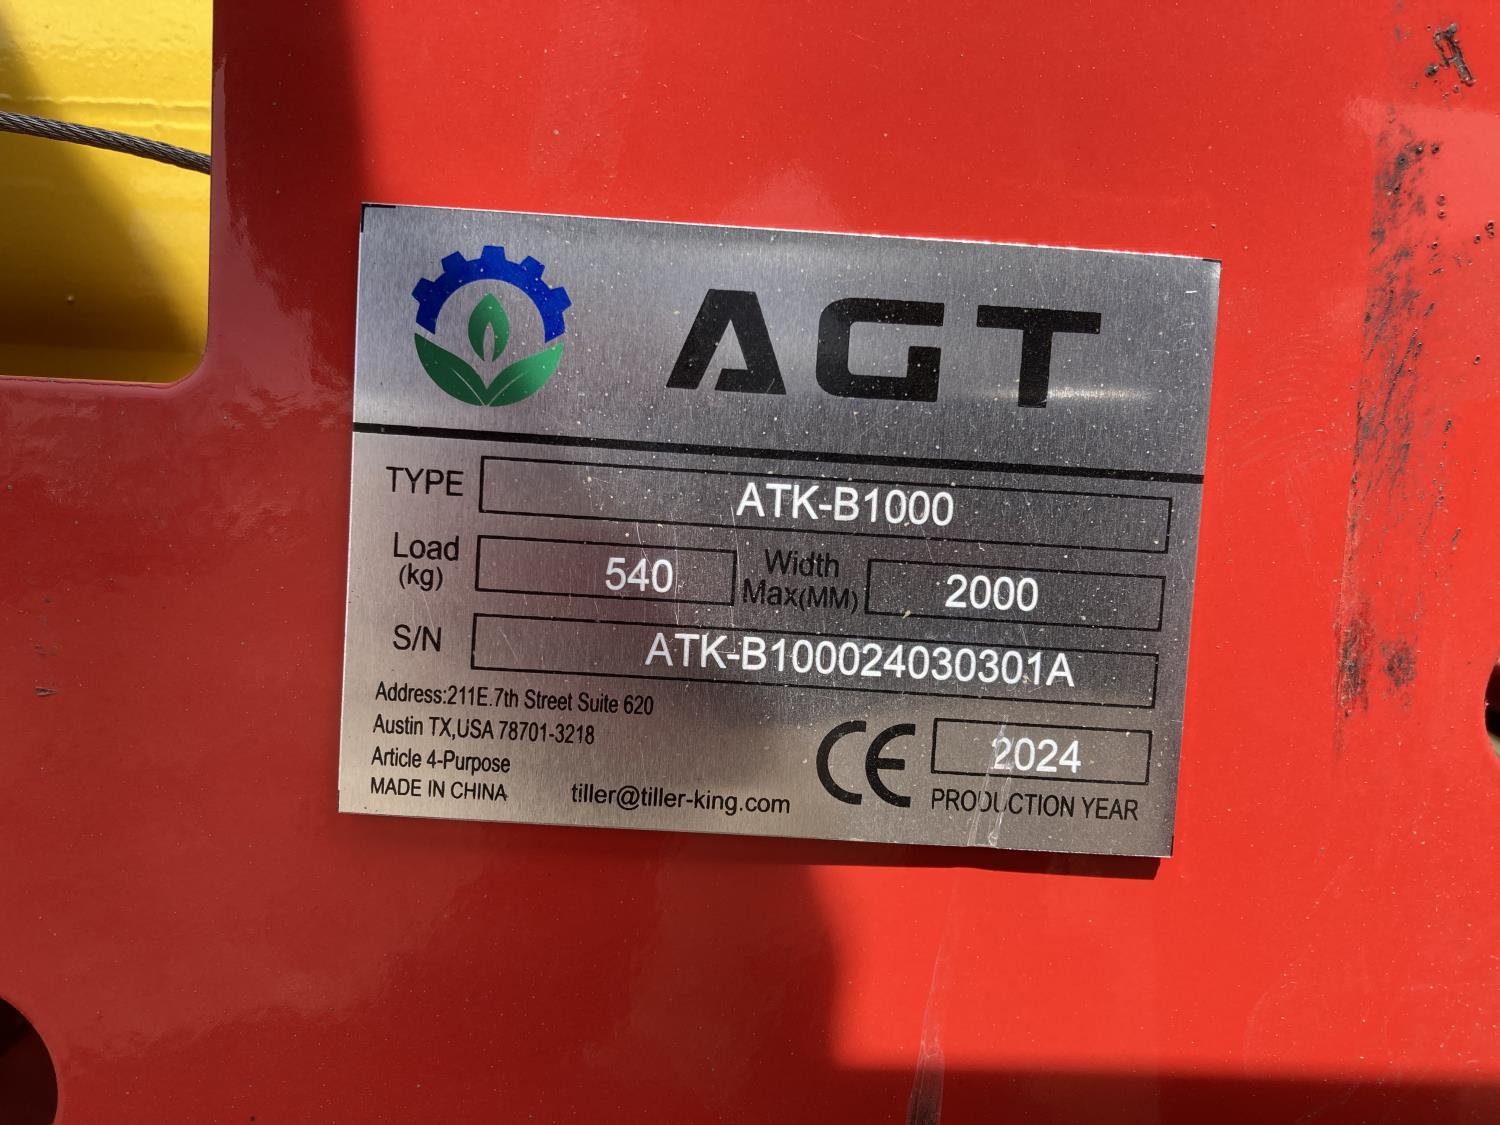 AGT
TYPE ATK-B1000
Load (kg) 540 Width Max(MM) 2000
S/N ATK-B100024030301A
Address:211E.7th Street Suite 620
Austin TX,USA 78701-3218
Article 4-Purpose
MADE IN CHINA
tiller@tiller-king.com
CE
2024
PRODUCTION YEAR